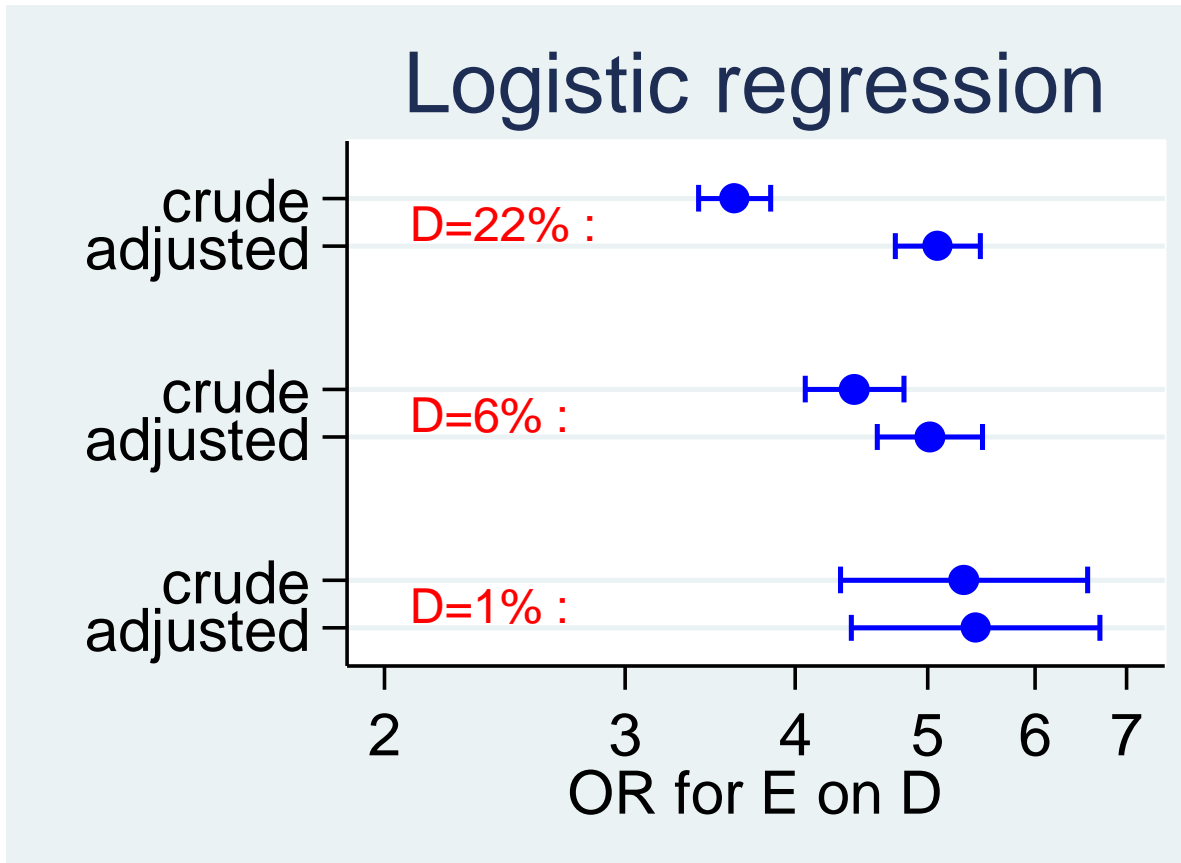 Logistic regression
crude
D=22% :
adjusted
crude
D=6% :
adjusted
crude
D=1% :
adjusted
2 3 4 5 6 7
OR for E on D